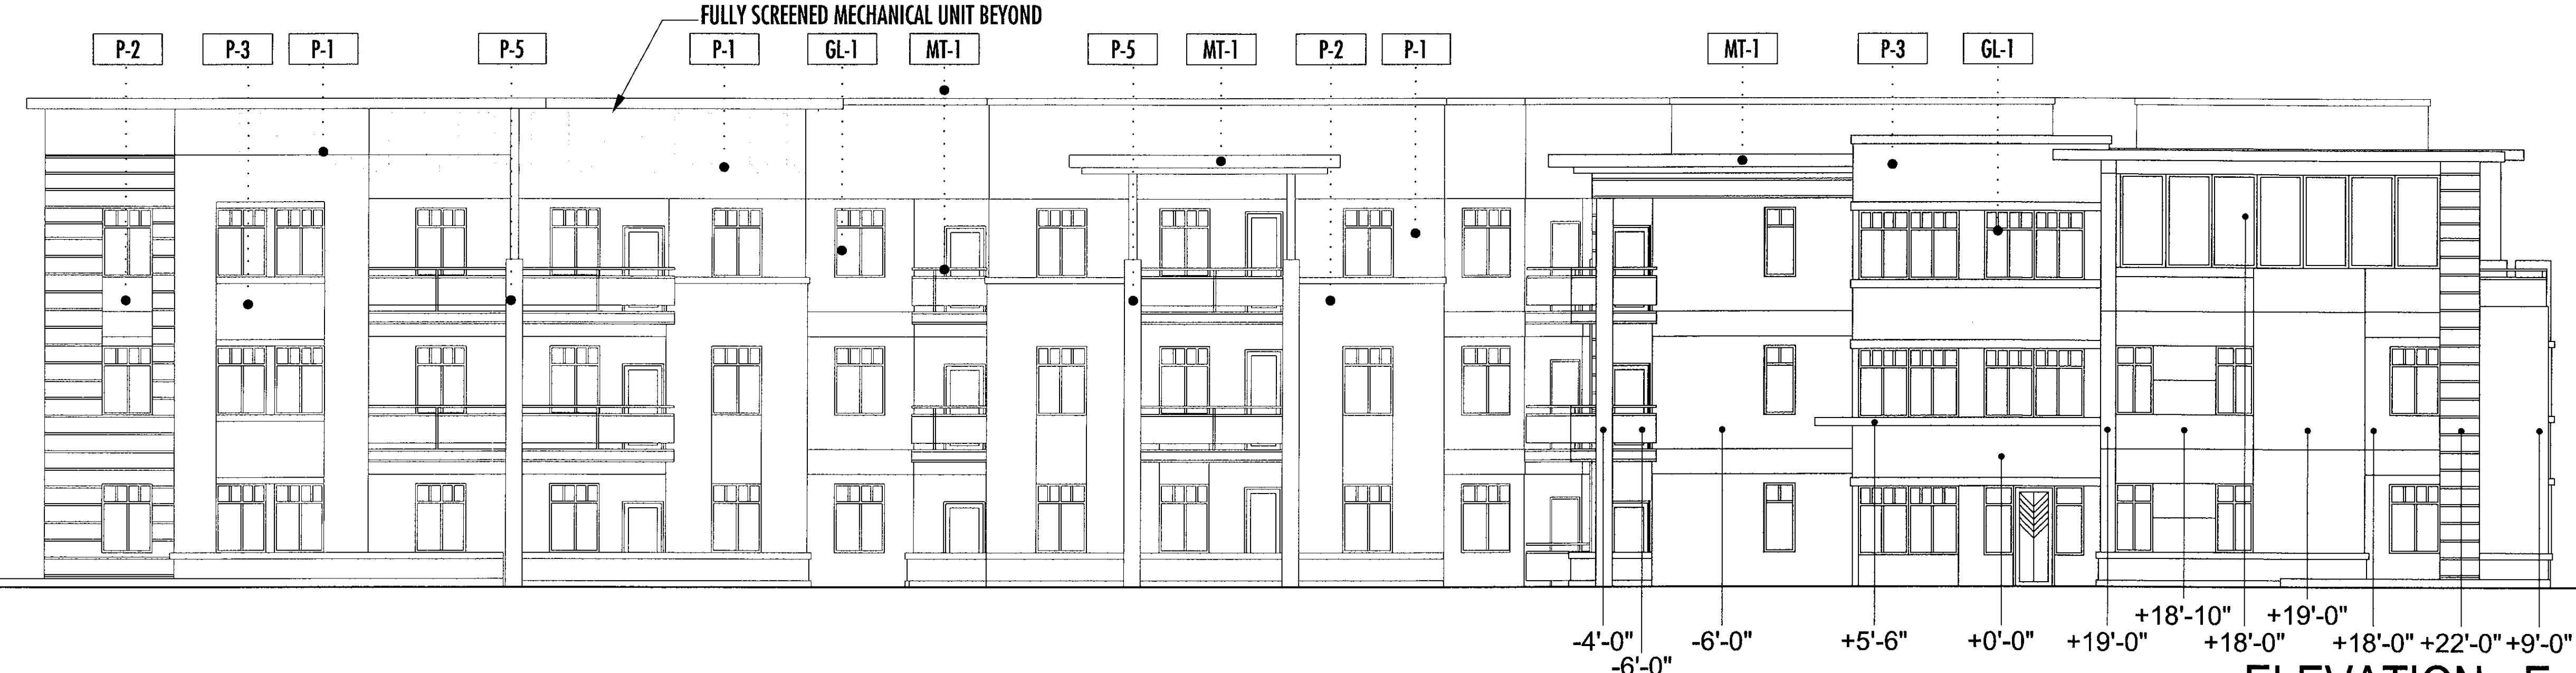 FULLY SCREENED MECHANICAL UNIT BEYOND
P-2 P-3 P-1 P-5 P-1 GL-1 MT-1 P-5 MT-1 P-2 P-1 MT-1 P-3 GL-1
+18'-10" +19'-0"
-4'-0" -6'-0" +5'-6" +0'-0" +19'-0" +18'-0" +18'-0" +22'-0" +9'-0"
-6'-0"